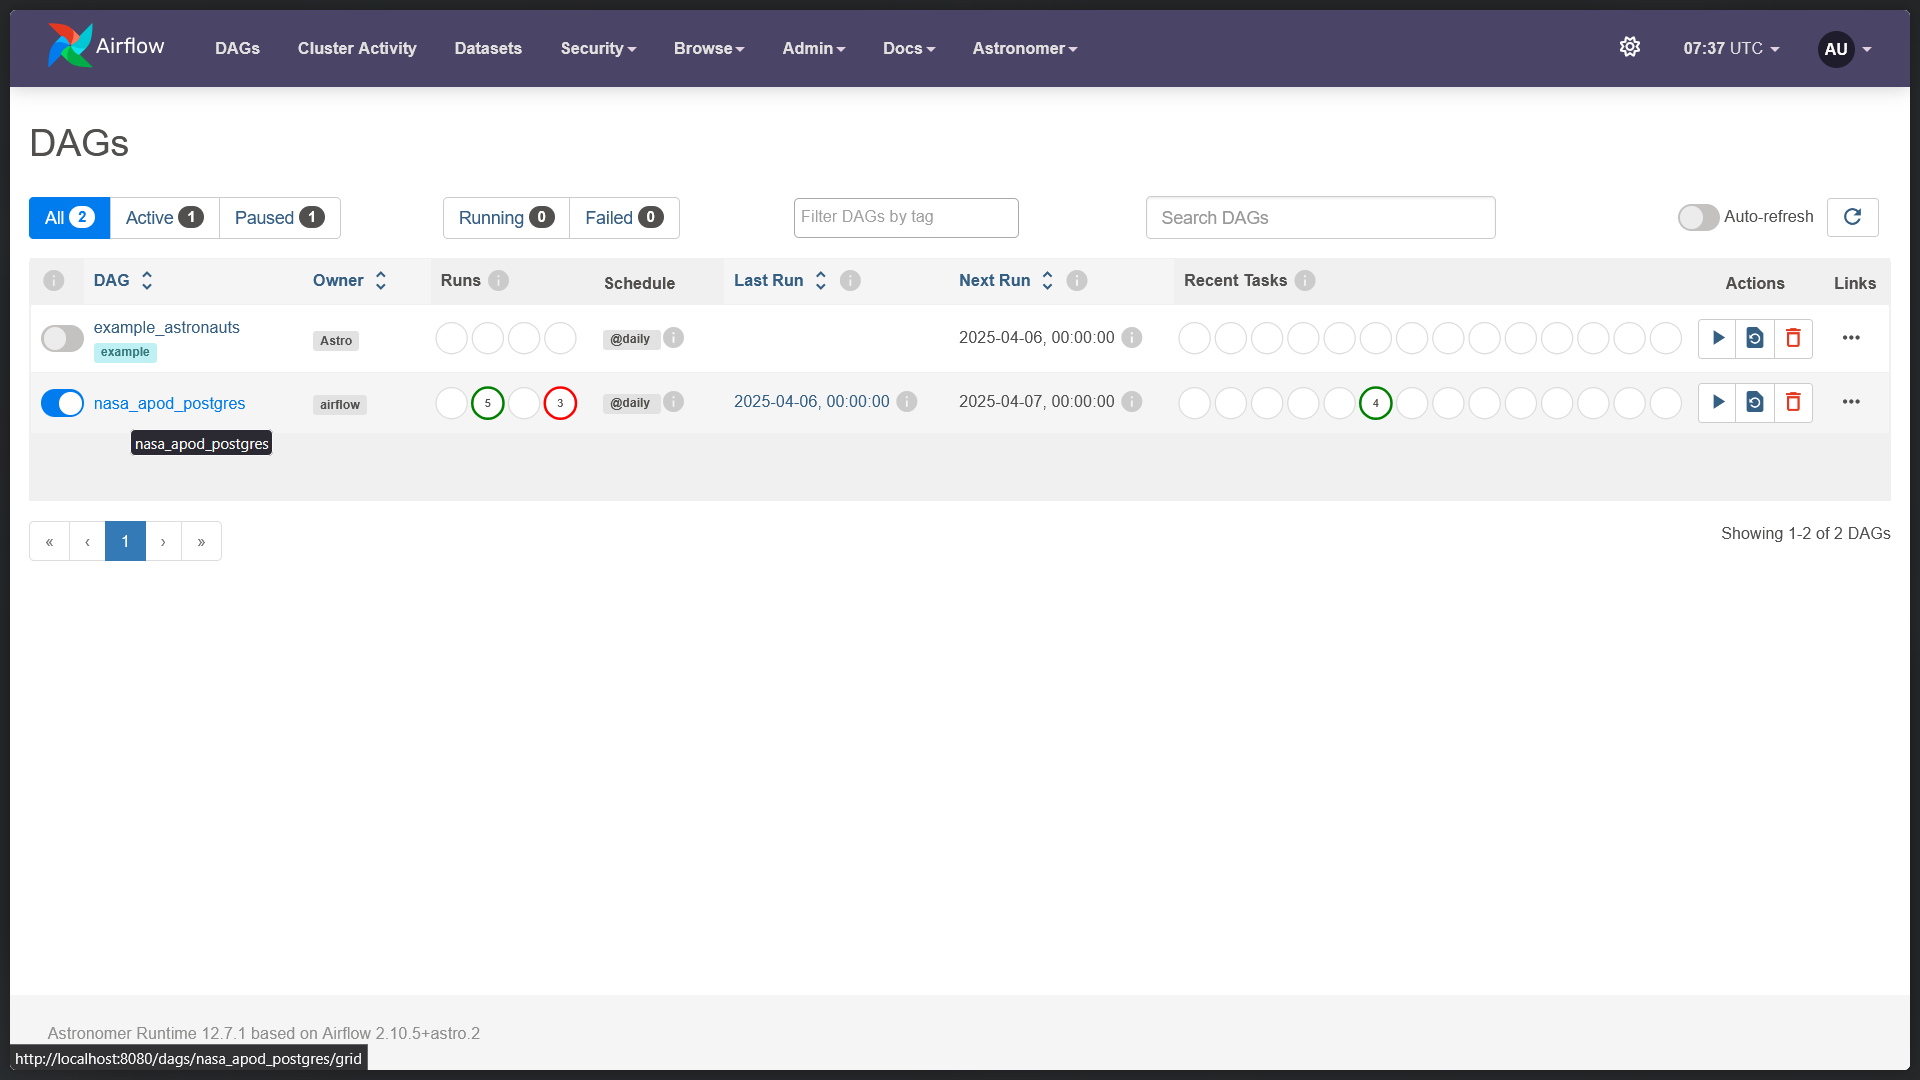 Airflow DAGs Cluster Activity Datasets Security Browse Admin Docs Astronomer 07:37 UTC AU
DAGs
All 2 Active 1 Paused 1 Running 0 Failed 0 Filter DAGs by tag Search DAGs Auto-refresh
DAG Owner Runs Schedule Last Run Next Run Recent Tasks Actions Links
example_astronauts Astro @daily 2025-04-06, 00:00:00
example
nasa_apod_postgres airflow 5 3 @daily 2025-04-06, 00:00:00 2025-04-07, 00:00:00 4
nasa_apod_postgres
« ‹ 1 › » Showing 1-2 of 2 DAGs
Astronomer Runtime 12.7.1 based on Airflow 2.10.5+astro.2
http://localhost:8080/dags/nasa_apod_postgres/grid